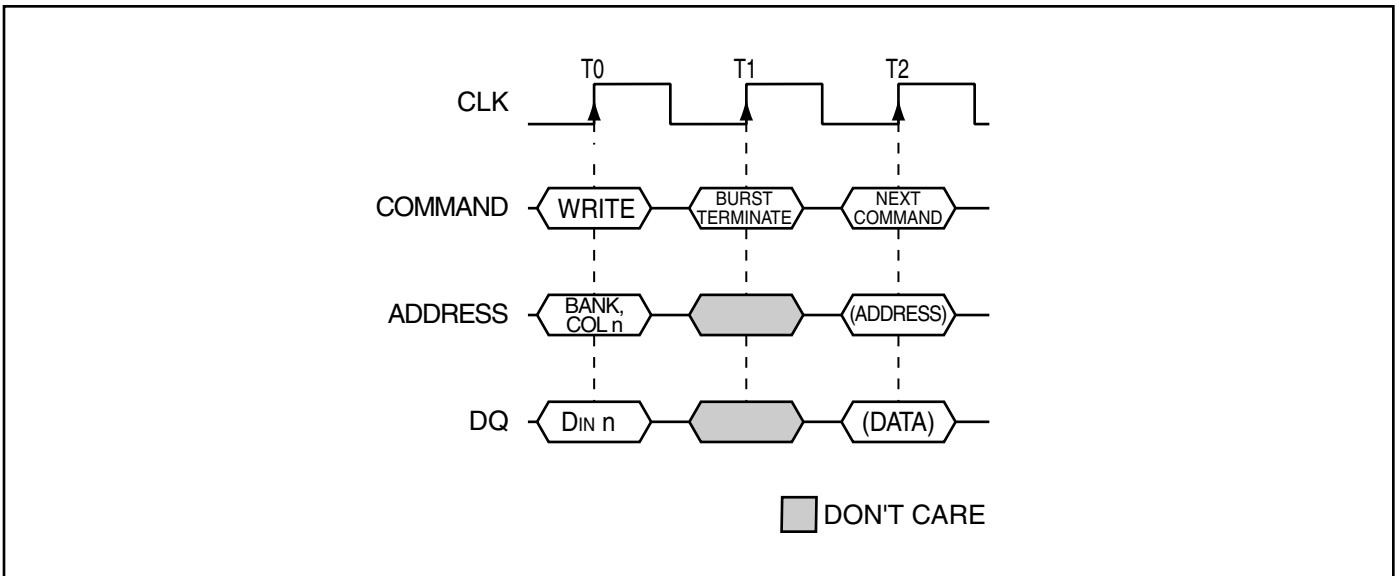 T0 T1 T2
CLK
COMMAND WRITE BURST TERMINATE NEXT COMMAND
ADDRESS BANK, COL n (ADDRESS)
DQ DIN n (DATA)
DON'T CARE